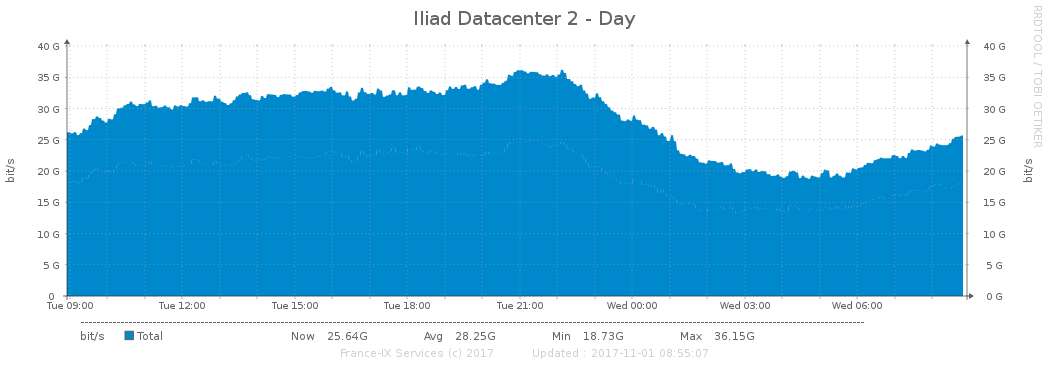 Iliad Datacenter 2 - Day
RRDTOOL / TOBI OETIKER
40 G 40 G
35 G 35 G
30 G 30 G
25 G 25 G
20 G 20 G
15 G 15 G
10 G 10 G
5 G 5 G
0 0 G
bit/s bit/s
Tue 09:00 Tue 12:00 Tue 15:00 Tue 18:00 Tue 21:00 Wed 00:00 Wed 03:00 Wed 06:00
bit/s Total Now 25.64G Avg 28.25G Min 18.73G Max 36.15G
France-IX Services (c) 2017 Updated : 2017-11-01 08:55:07